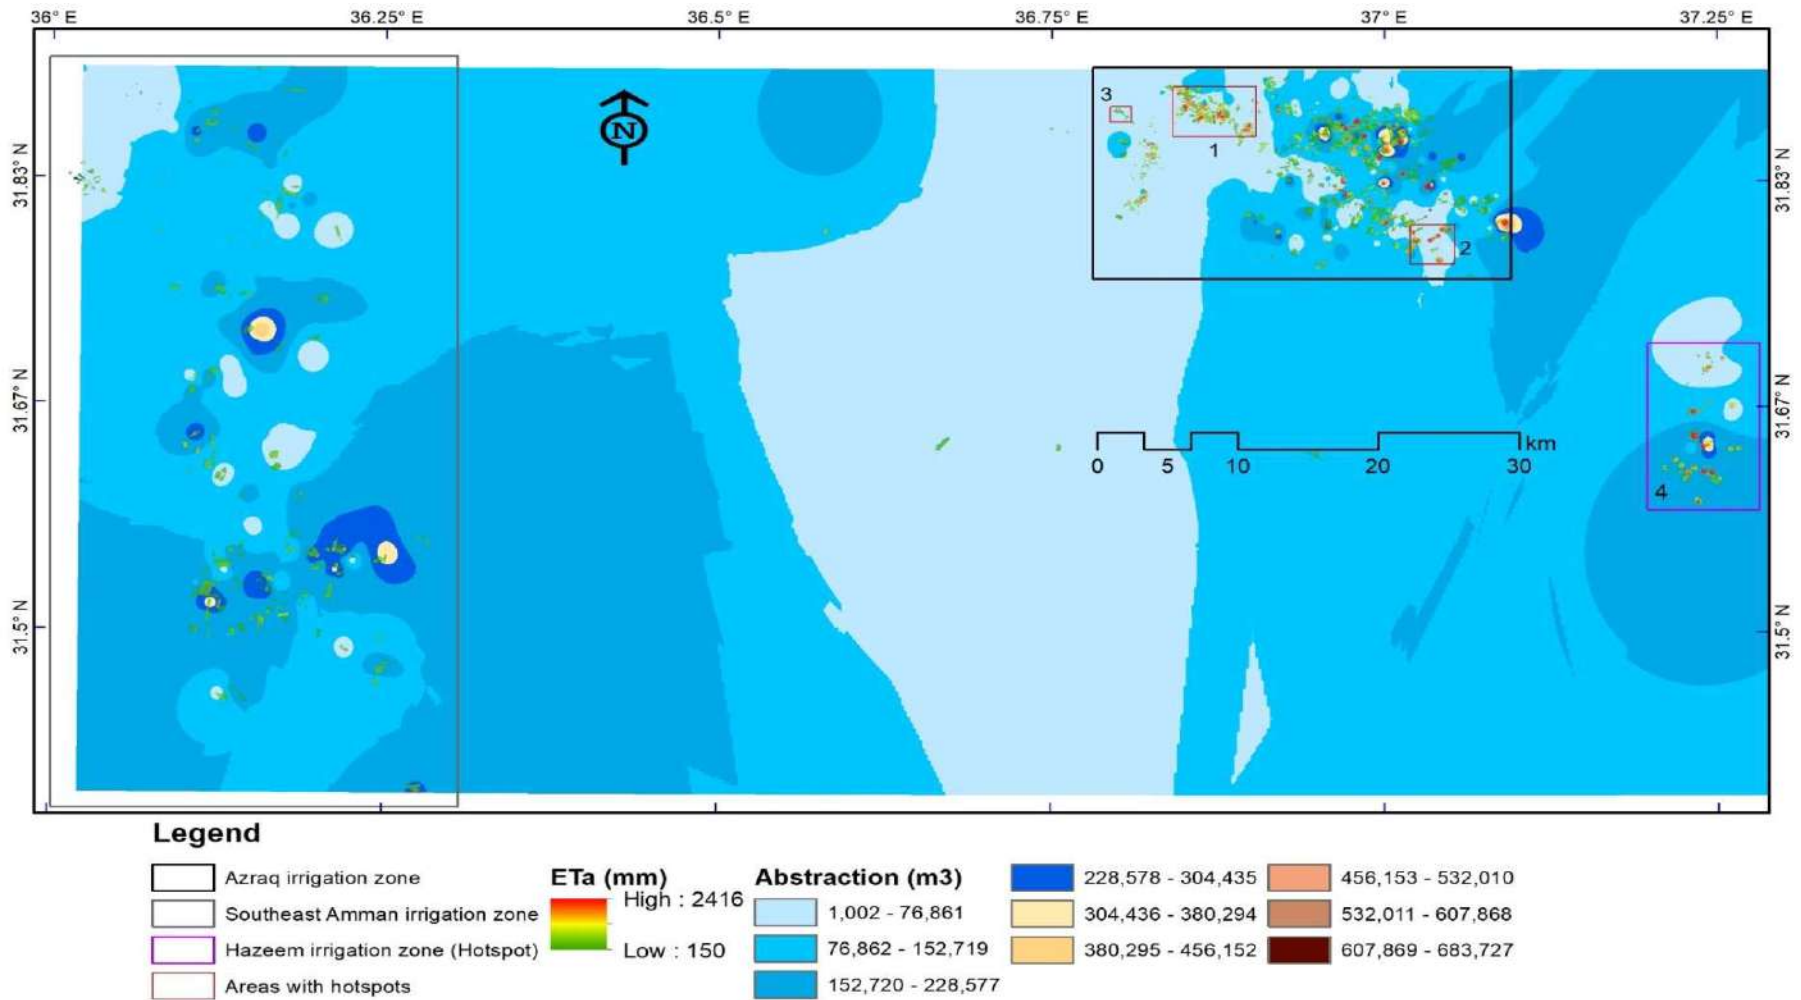 36° E 36.25° E 36.5° E 36.75° E 37° E 37.25° E
N
3
1
2
4
31.83° N 31.83° N
31.67° N 31.67° N
31.5° N 31.5° N
km
0 5 10 20 30
Legend
Azraq irrigation zone
Southeast Amman irrigation zone
Hazeem irrigation zone (Hotspot)
Areas with hotspots
ETa (mm)
High : 2416
Low : 150
Abstraction (m3)
1,002 - 76,861
76,862 - 152,719
152,720 - 228,577
228,578 - 304,435
304,436 - 380,294
380,295 - 456,152
456,153 - 532,010
532,011 - 607,868
607,869 - 683,727